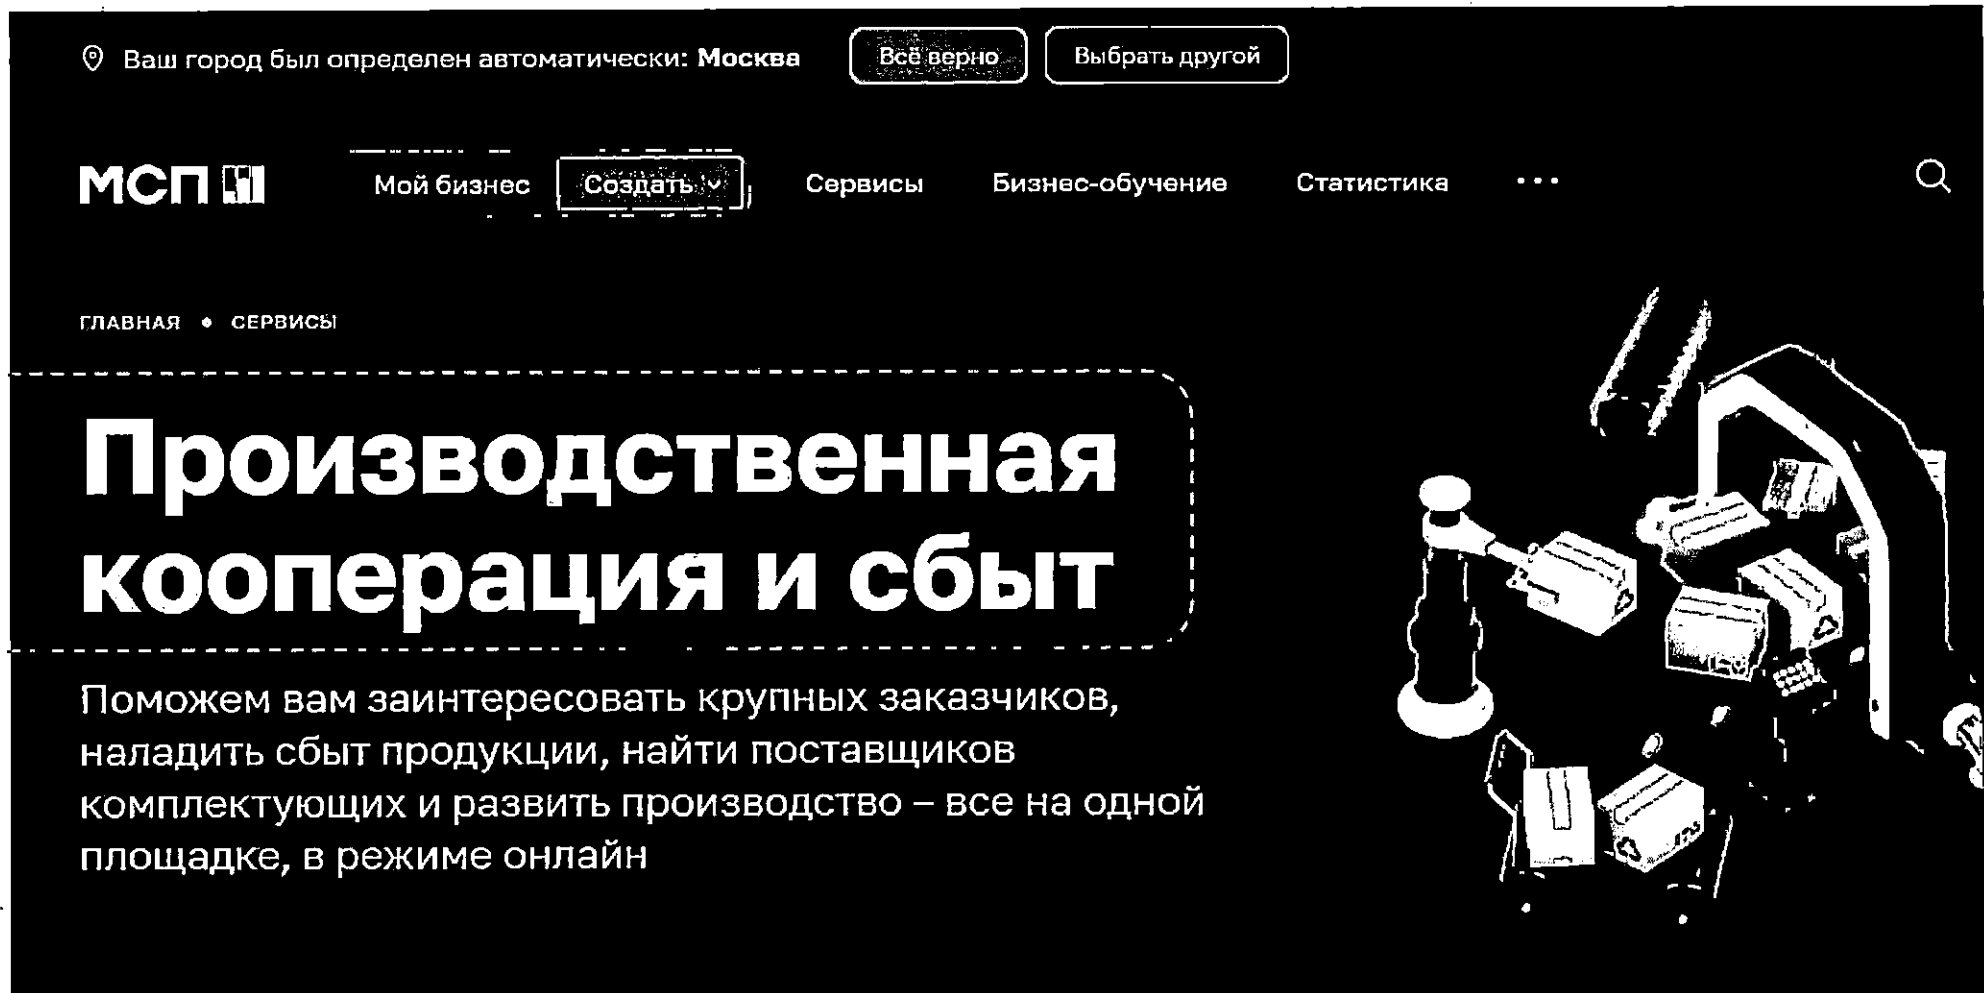 Ваш город был определен автоматически: Москва Всё верно Выбрать другой
МСП Мой бизнес Создать Сервисы Бизнес-обучение Статистика ...
ГЛАВНАЯ • СЕРВИСЫ
Производственная
кооперация и сбыт
Поможем вам заинтересовать крупных заказчиков,
наладить сбыт продукции, найти поставщиков
комплектующих и развить производство – все на одной
площадке, в режиме онлайн